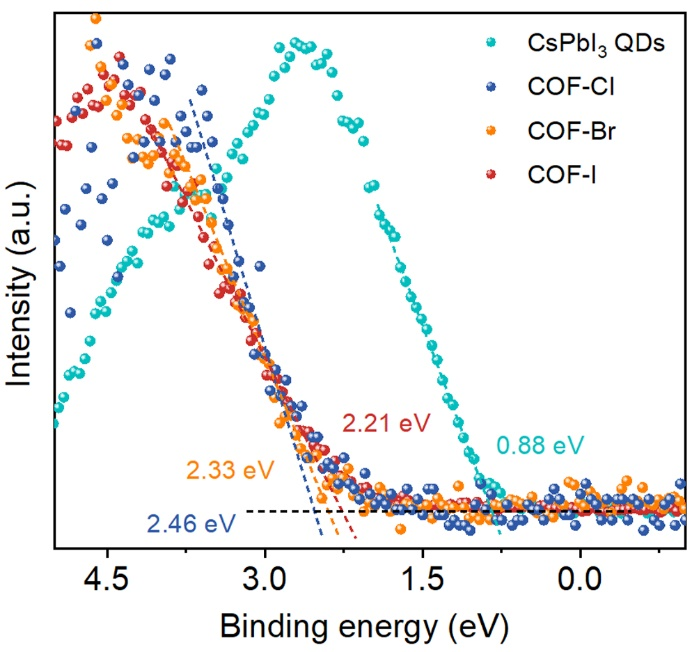 CsPbI₃ QDs
COF-Cl
COF-Br
COF-I
Intensity (a.u.)
2.21 eV
0.88 eV
2.33 eV
2.46 eV
4.5 3.0 1.5 0.0
Binding energy (eV)